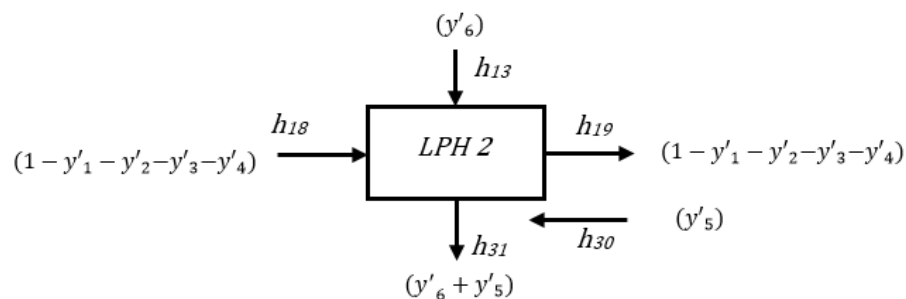 (y′₆)
h₁₃
h₁₈
LPH 2
h₁₉
(1 − y′₁ − y′₂−y′₃−y′₄)
(1 − y′₁ − y′₂−y′₃−y′₄)
h₃₁
h₃₀
(y′₅)
(y′₆ + y′₅)